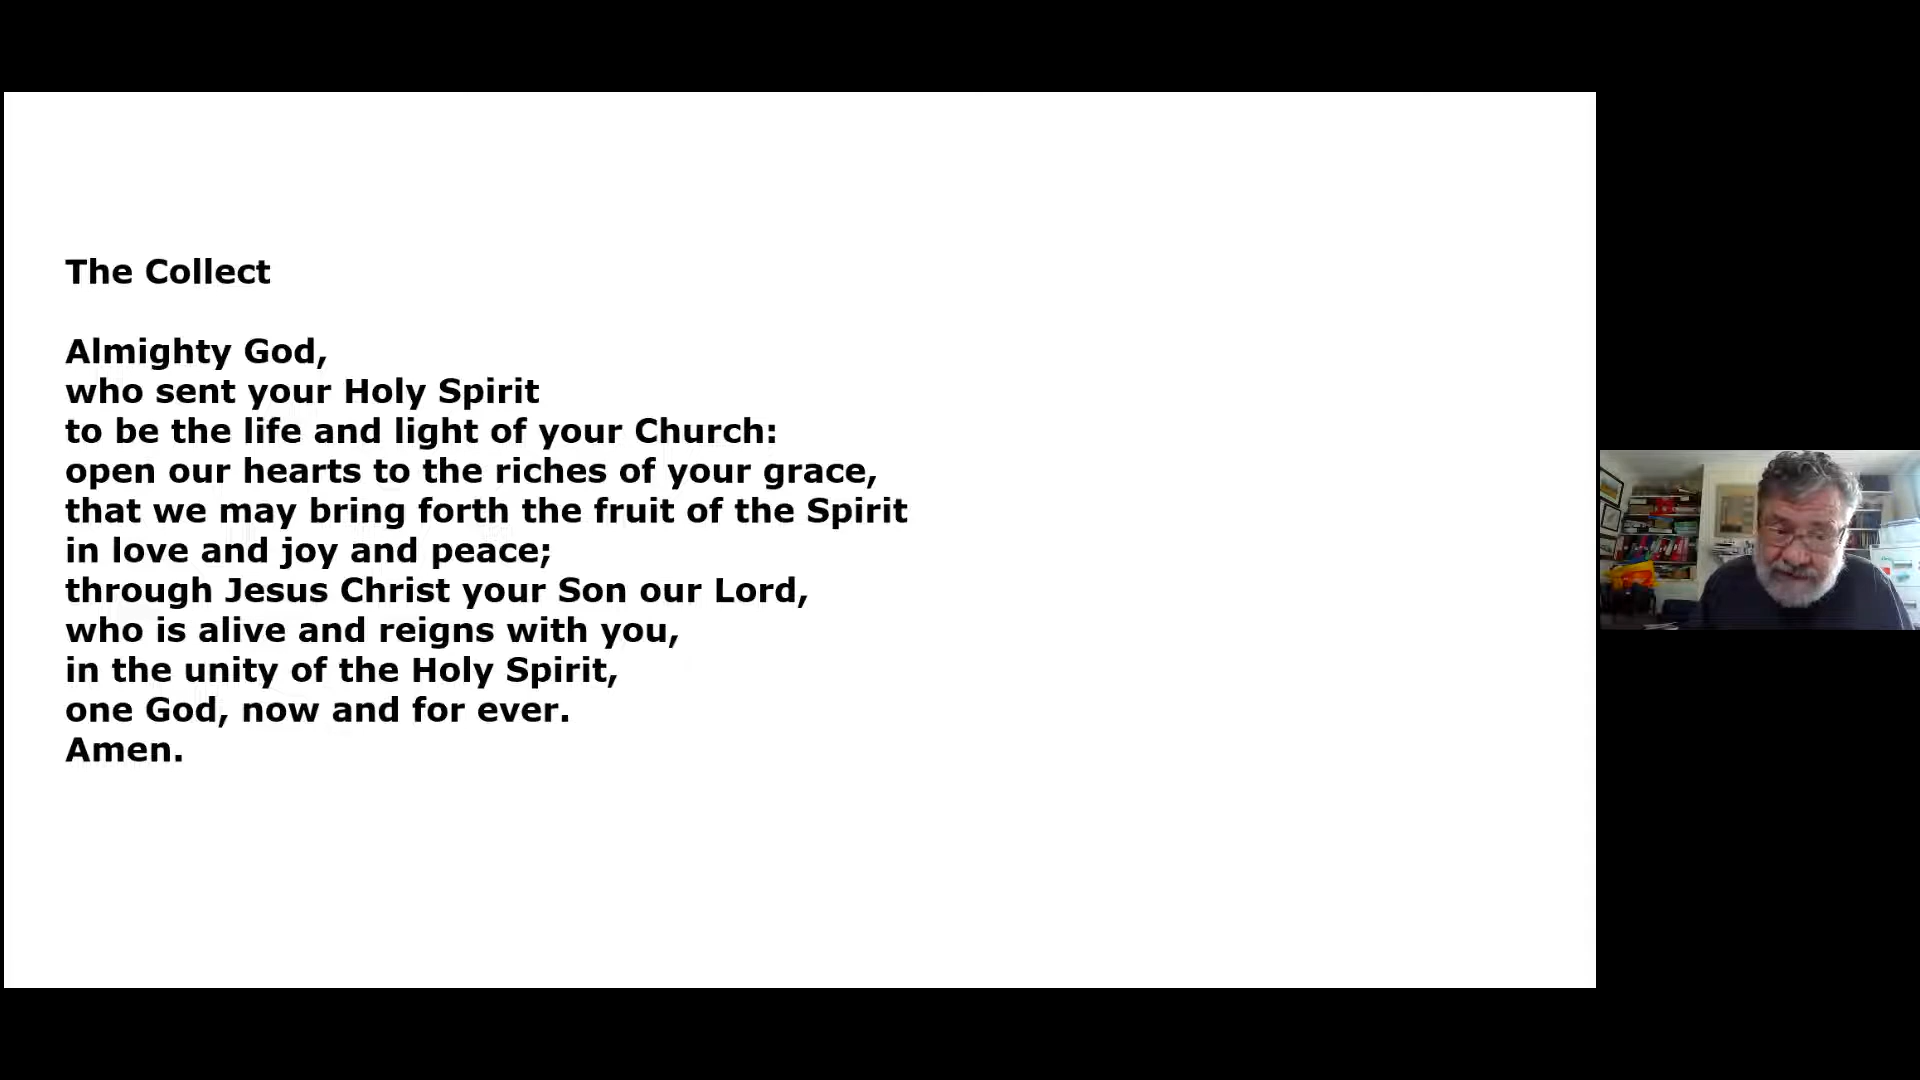 The Collect
Almighty God,
who sent your Holy Spirit
to be the life and light of your Church:
open our hearts to the riches of your grace,
that we may bring forth the fruit of the Spirit
in love and joy and peace;
through Jesus Christ your Son our Lord,
who is alive and reigns with you,
in the unity of the Holy Spirit,
one God, now and for ever.
Amen.